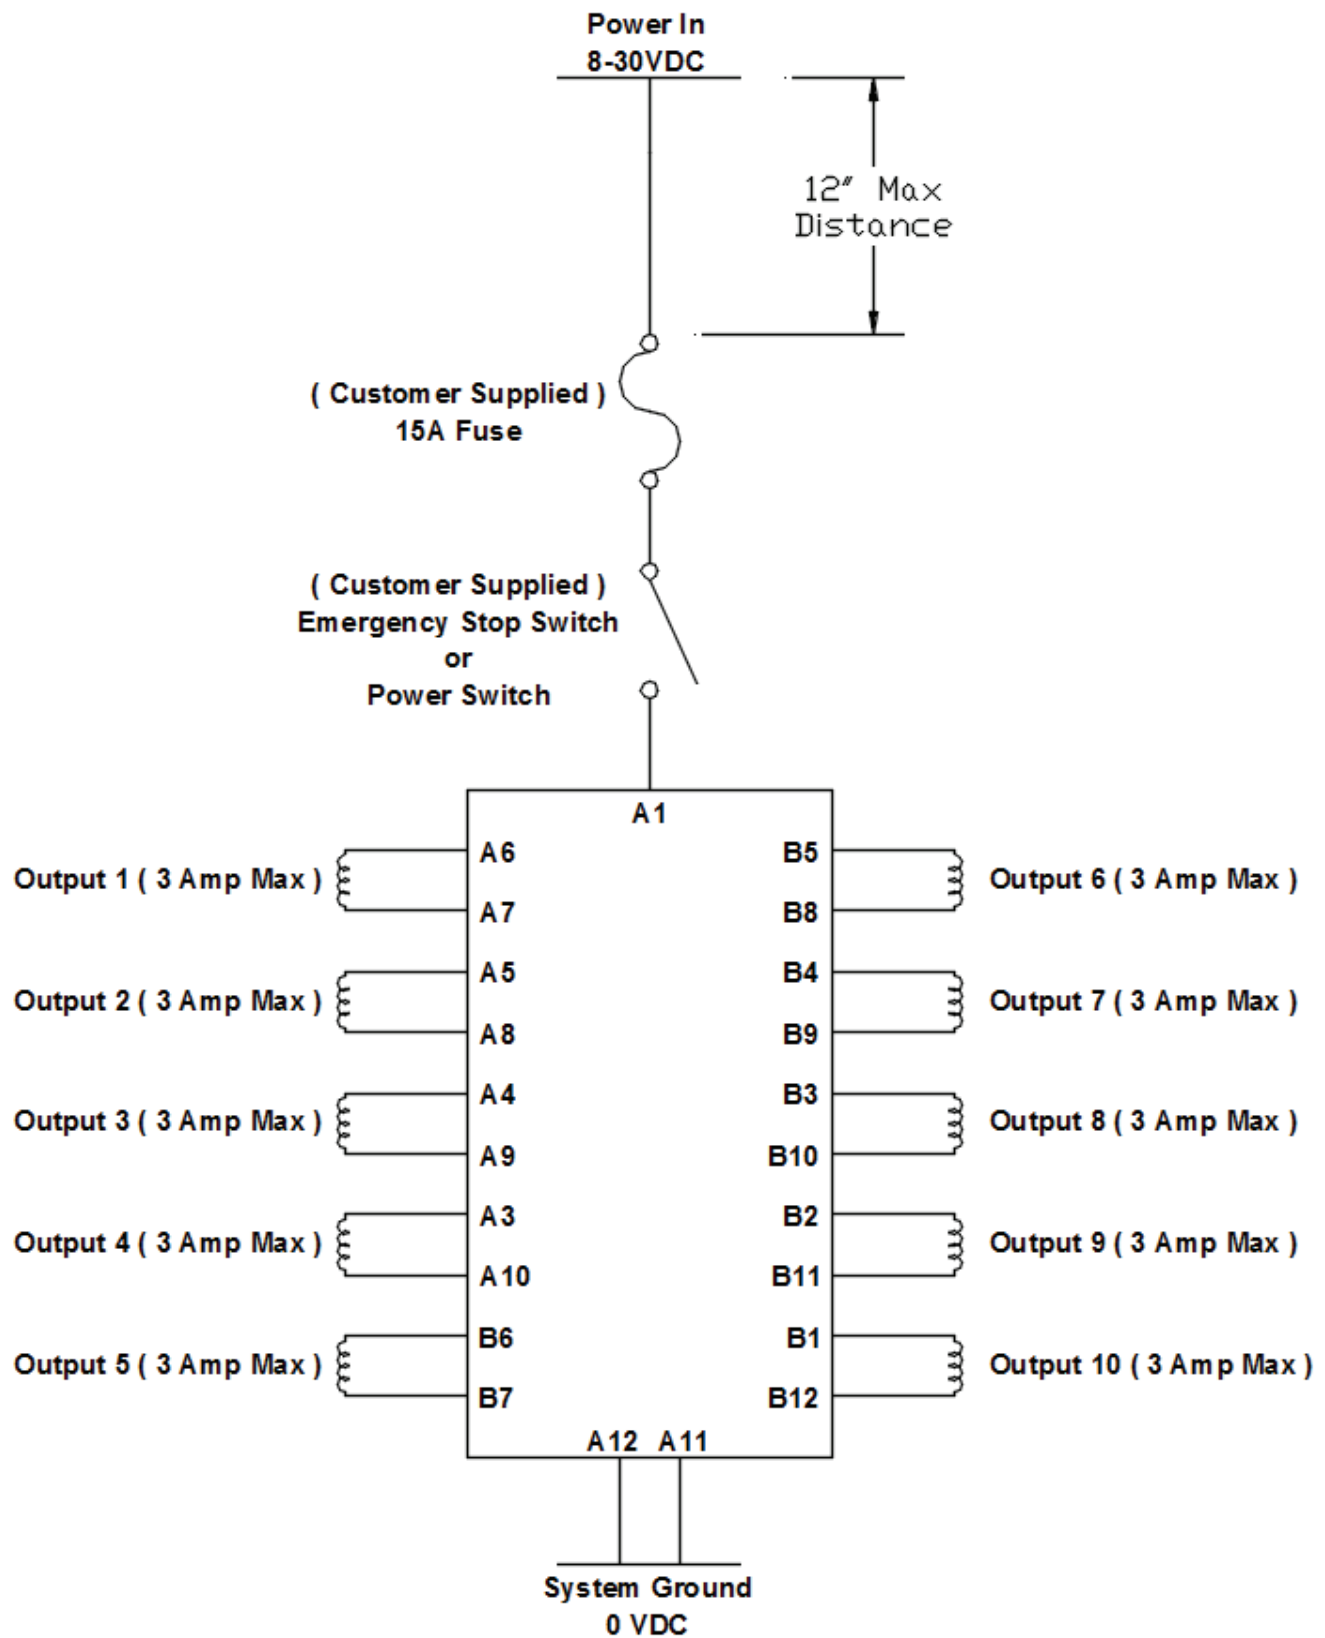 Power In
8-30VDC
12" Max
Distance
( Customer Supplied )
15A Fuse
( Customer Supplied )
Emergency Stop Switch
or
Power Switch
A1
Output 1 ( 3 Amp Max )
A6
A7
B5
B8
Output 6 ( 3 Amp Max )
Output 2 ( 3 Amp Max )
A5
A8
B4
B9
Output 7 ( 3 Amp Max )
Output 3 ( 3 Amp Max )
A4
A9
B3
B10
Output 8 ( 3 Amp Max )
Output 4 ( 3 Amp Max )
A3
A10
B2
B11
Output 9 ( 3 Amp Max )
Output 5 ( 3 Amp Max )
B6
B7
B1
B12
Output 10 ( 3 Amp Max )
A12 A11
System Ground
0 VDC